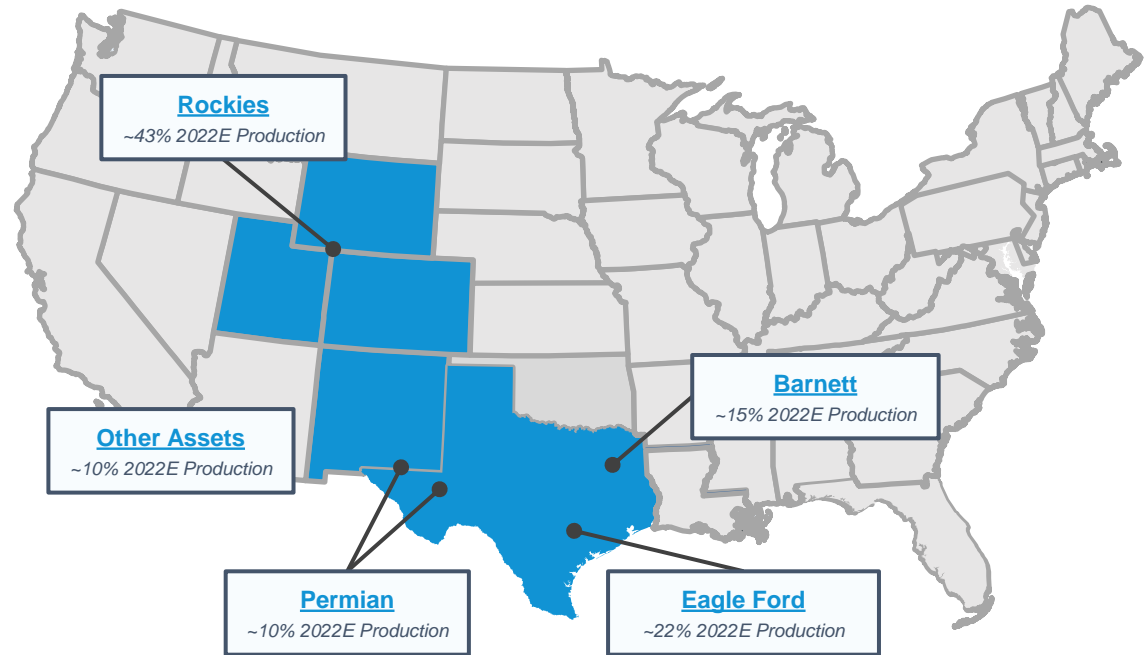 Rockies
~43% 2022E Production
Barnett
~15% 2022E Production
Other Assets
~10% 2022E Production
Permian
~10% 2022E Production
Eagle Ford
~22% 2022E Production